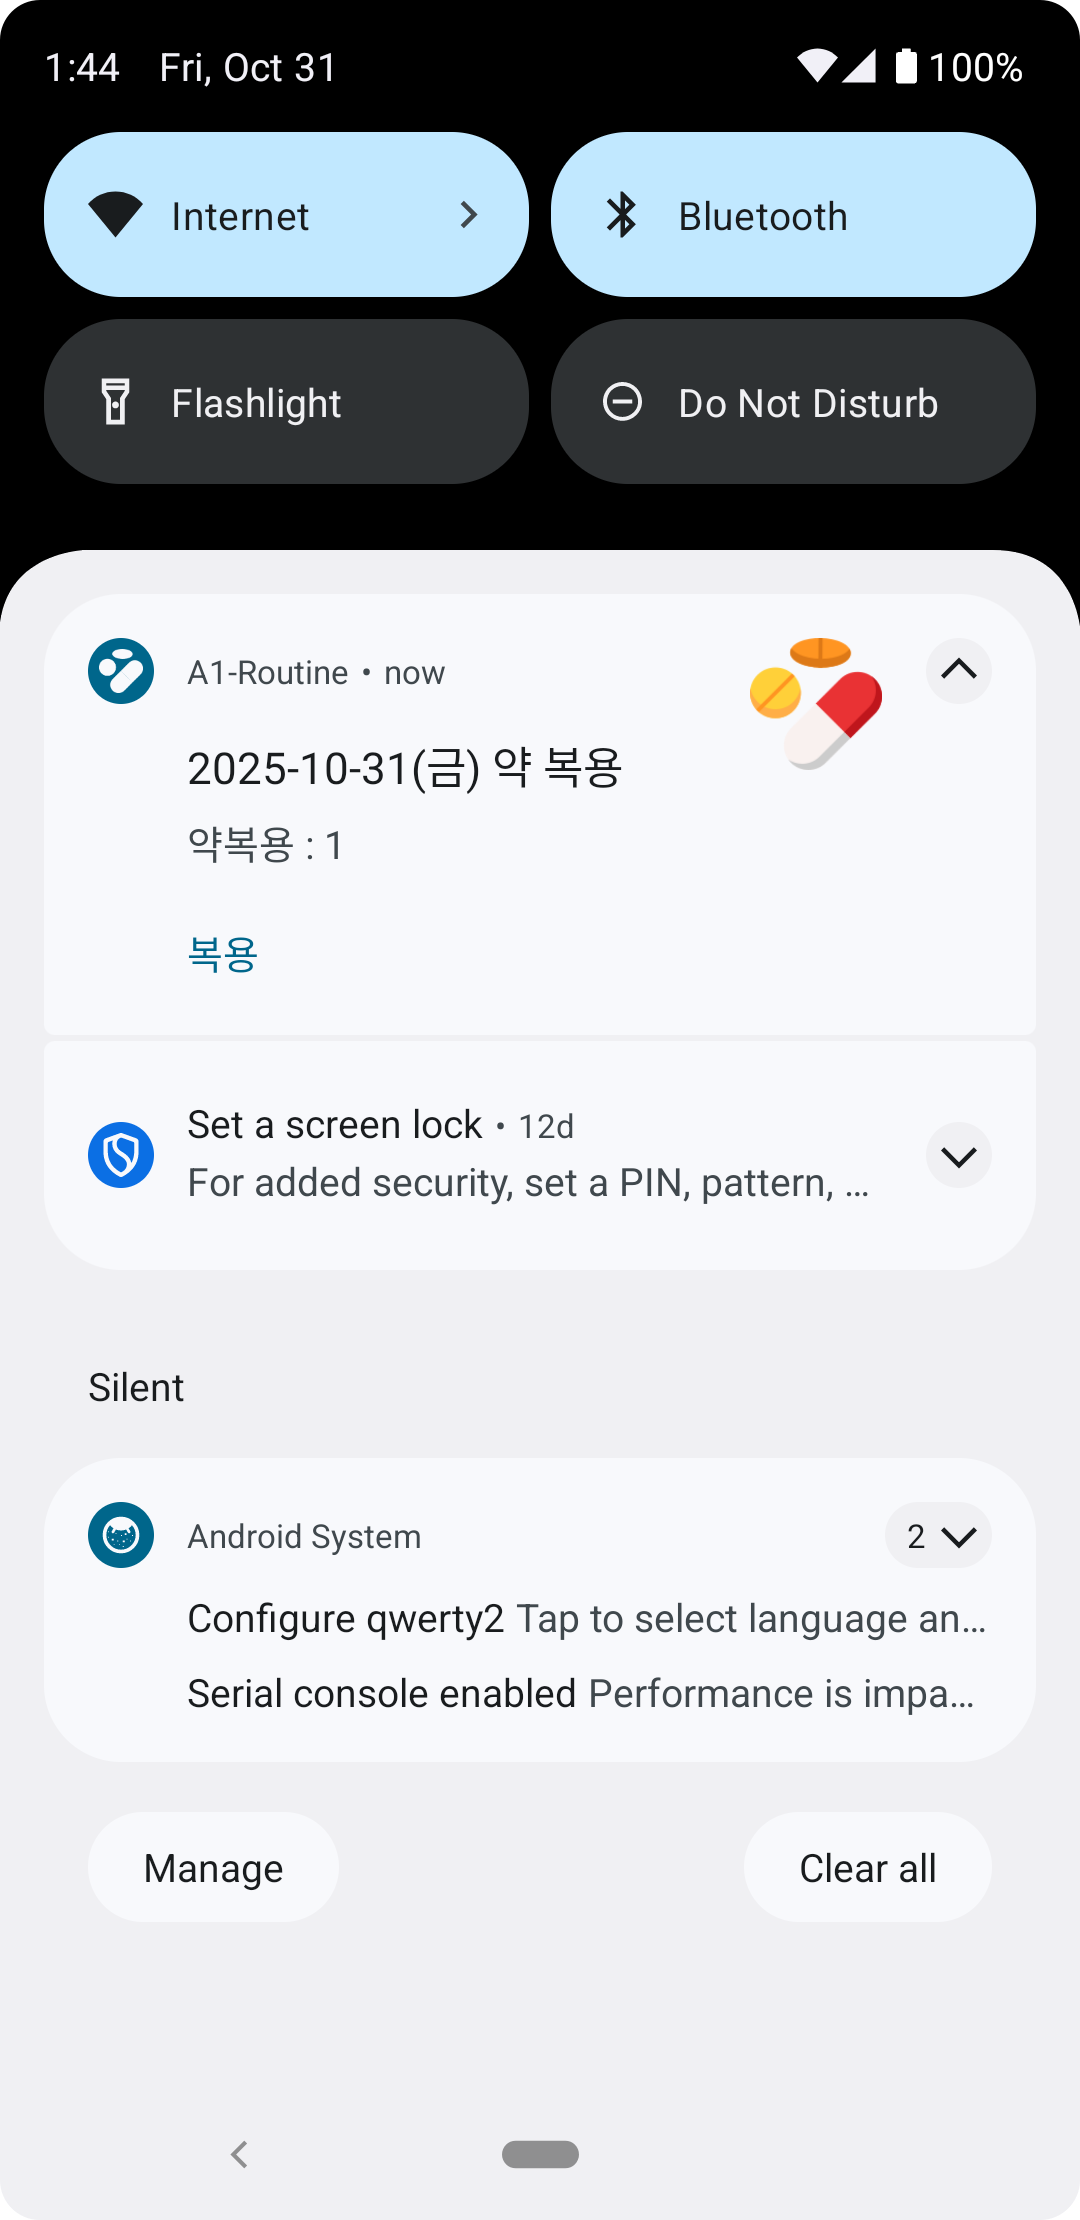 1:44 Fri, Oct 31 100%
Internet
Bluetooth
Flashlight
Do Not Disturb
A1-Routine • now
2025-10-31(금) 약 복용
약복용 : 1
복용
Set a screen lock • 12d
For added security, set a PIN, pattern, …
Silent
Android System 2
Configure qwerty2 Tap to select language an…
Serial console enabled Performance is impa…
Manage
Clear all